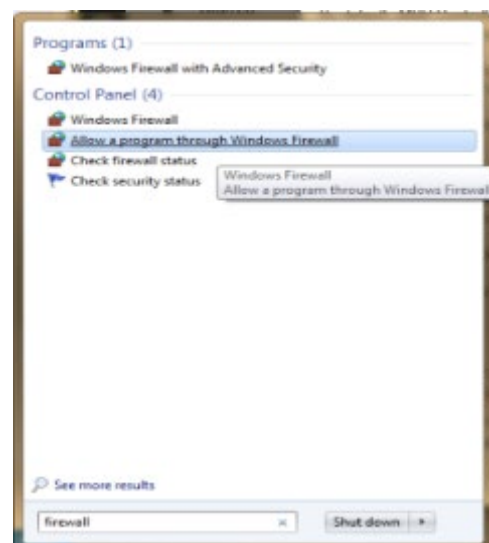 Programs (1)
Windows Firewall with Advanced Security
Control Panel (4)
Windows Firewall
Allow a program through Windows Firewall
Check firewall status
Check security status
Windows Firewall
Allow a program through Windows Firewal
See more results
firewall
Shut down